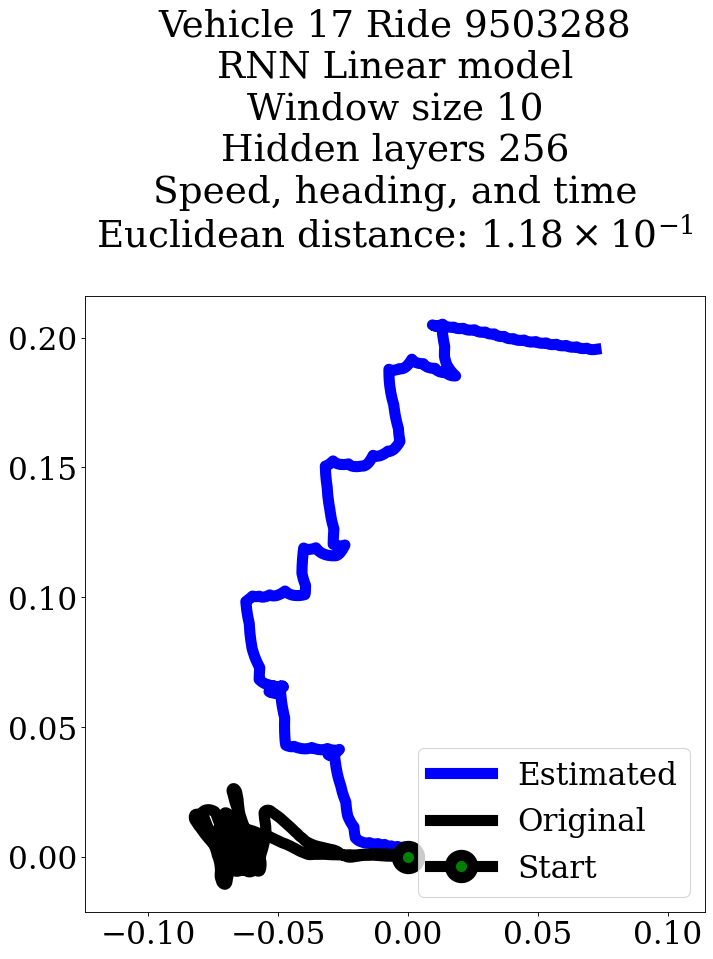 Vehicle 17 Ride 9503288
RNN Linear model
Window size 10
Hidden layers 256
Speed, heading, and time
Euclidean distance: 1.18 × 10⁻¹
0.20
0.15
0.10
0.05
0.00
Estimated
Original
Start
−0.10 −0.05 0.00 0.05 0.10